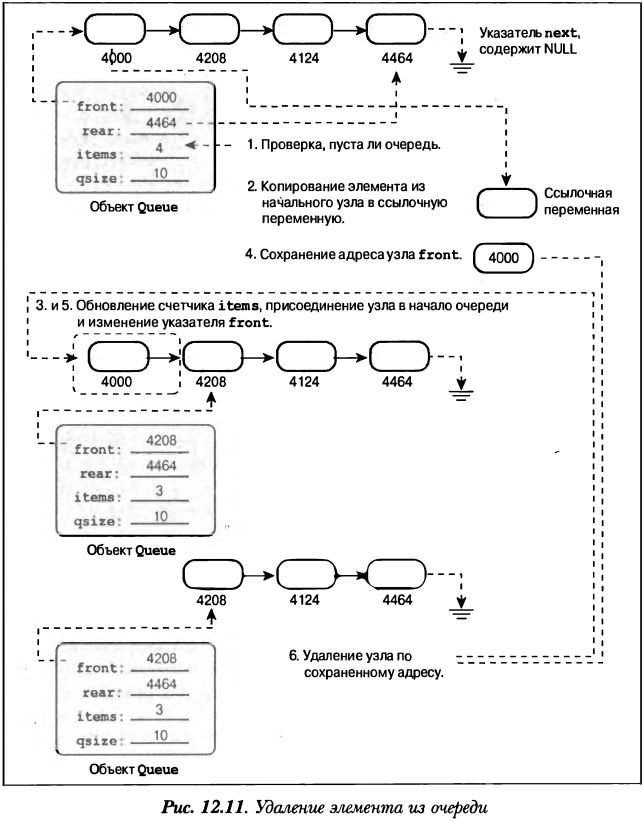 Указатель next,
содержит NULL
4000 4208 4124 4464
front: 4000
rear: 4464
items: 4
qsize: 10
Объект Queue
1. Проверка, пуста ли очередь.
2. Копирование элемента из
начального узла в ссылочную
переменную.
Ссылочная
переменная
4. Сохранение адреса узла front.
4000
3. и 5. Обновление счетчика items, присоединение узла в начало очереди
и изменение указателя front.
4000 4208 4124 4464
front: 4208
rear: 4464
items: 3
qsize: 10
Объект Queue
4208 4124 4464
front: 4208
rear: 4464
items: 3
qsize: 10
Объект Queue
6. Удаление узла по
сохраненному адресу.
Рис. 12.11. Удаление элемента из очереди